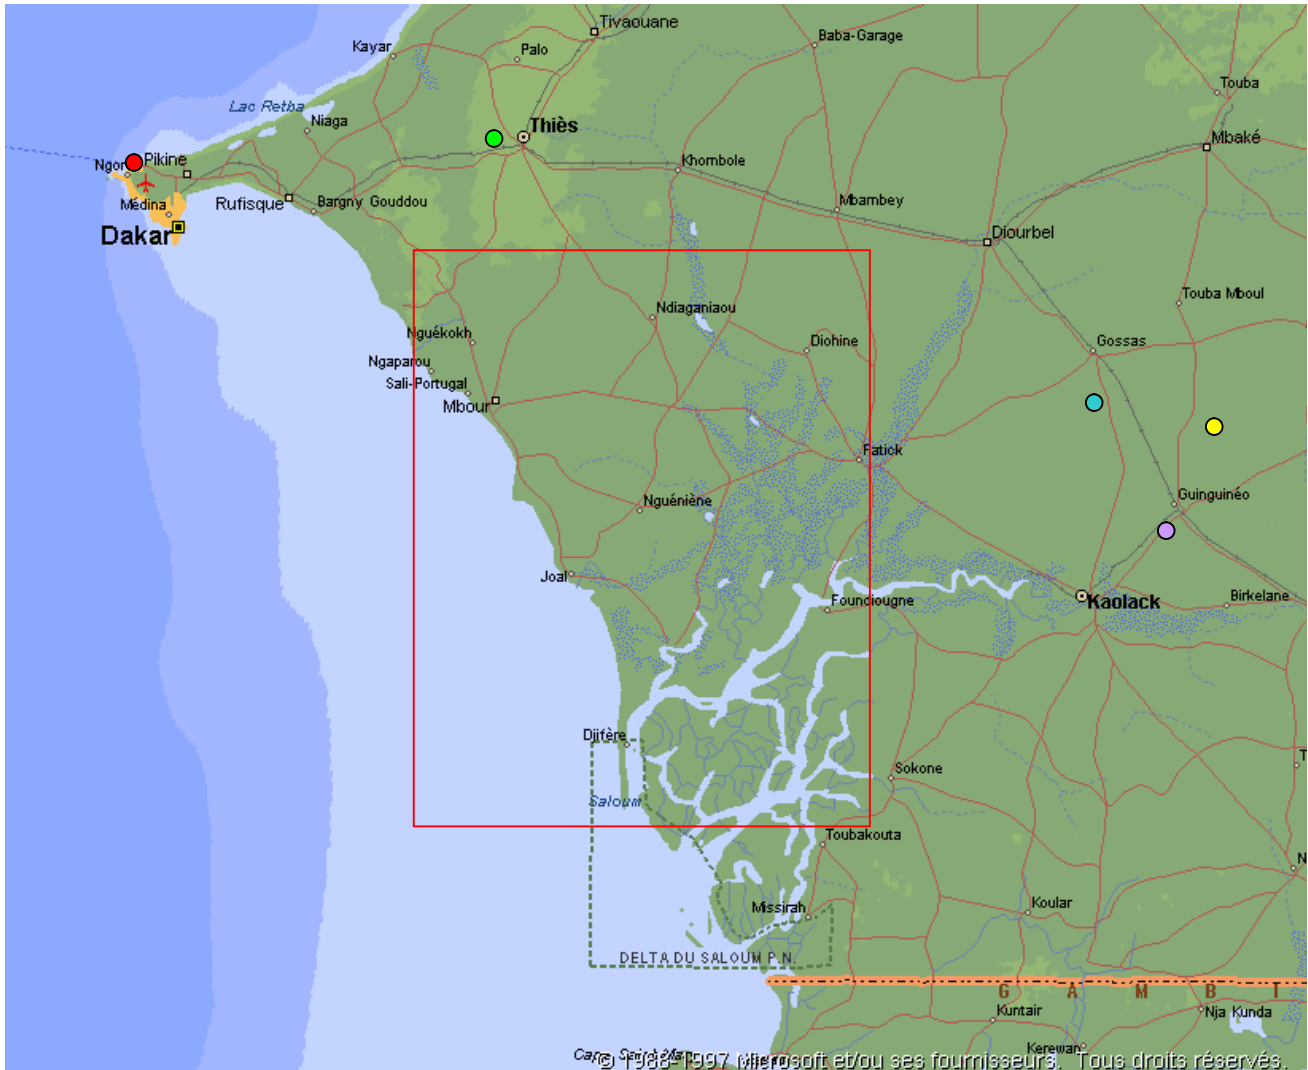 Tivaouane
Baba-Garage
Kayar
Palo
Touba
Lac Retba
Niaga
Thiès
Mbaké
Ngor
Pikine
Khombole
Médina
Rufisque
Bargny Gouddou
Mbambey
Dakar
Diourbel
Touba Mboul
Ndiaganiaou
Nguékokh
Diohine
Gossas
Ngaparou
Sali-Portugal
Mbour
Fatick
Nguéniène
Guinguinéo
Joal
Foundiougne
Kaolack
Birkelane
Djifère
T
Sokone
Saloum
Toubakouta
N
Missirah
Koular
DELTA DU SALOUM P.N.
G A M B I
Kuntair
Nja Kunda
Kerewan
© 1988-1997 Microsoft et/ou ses fournisseurs. Tous droits réservés.